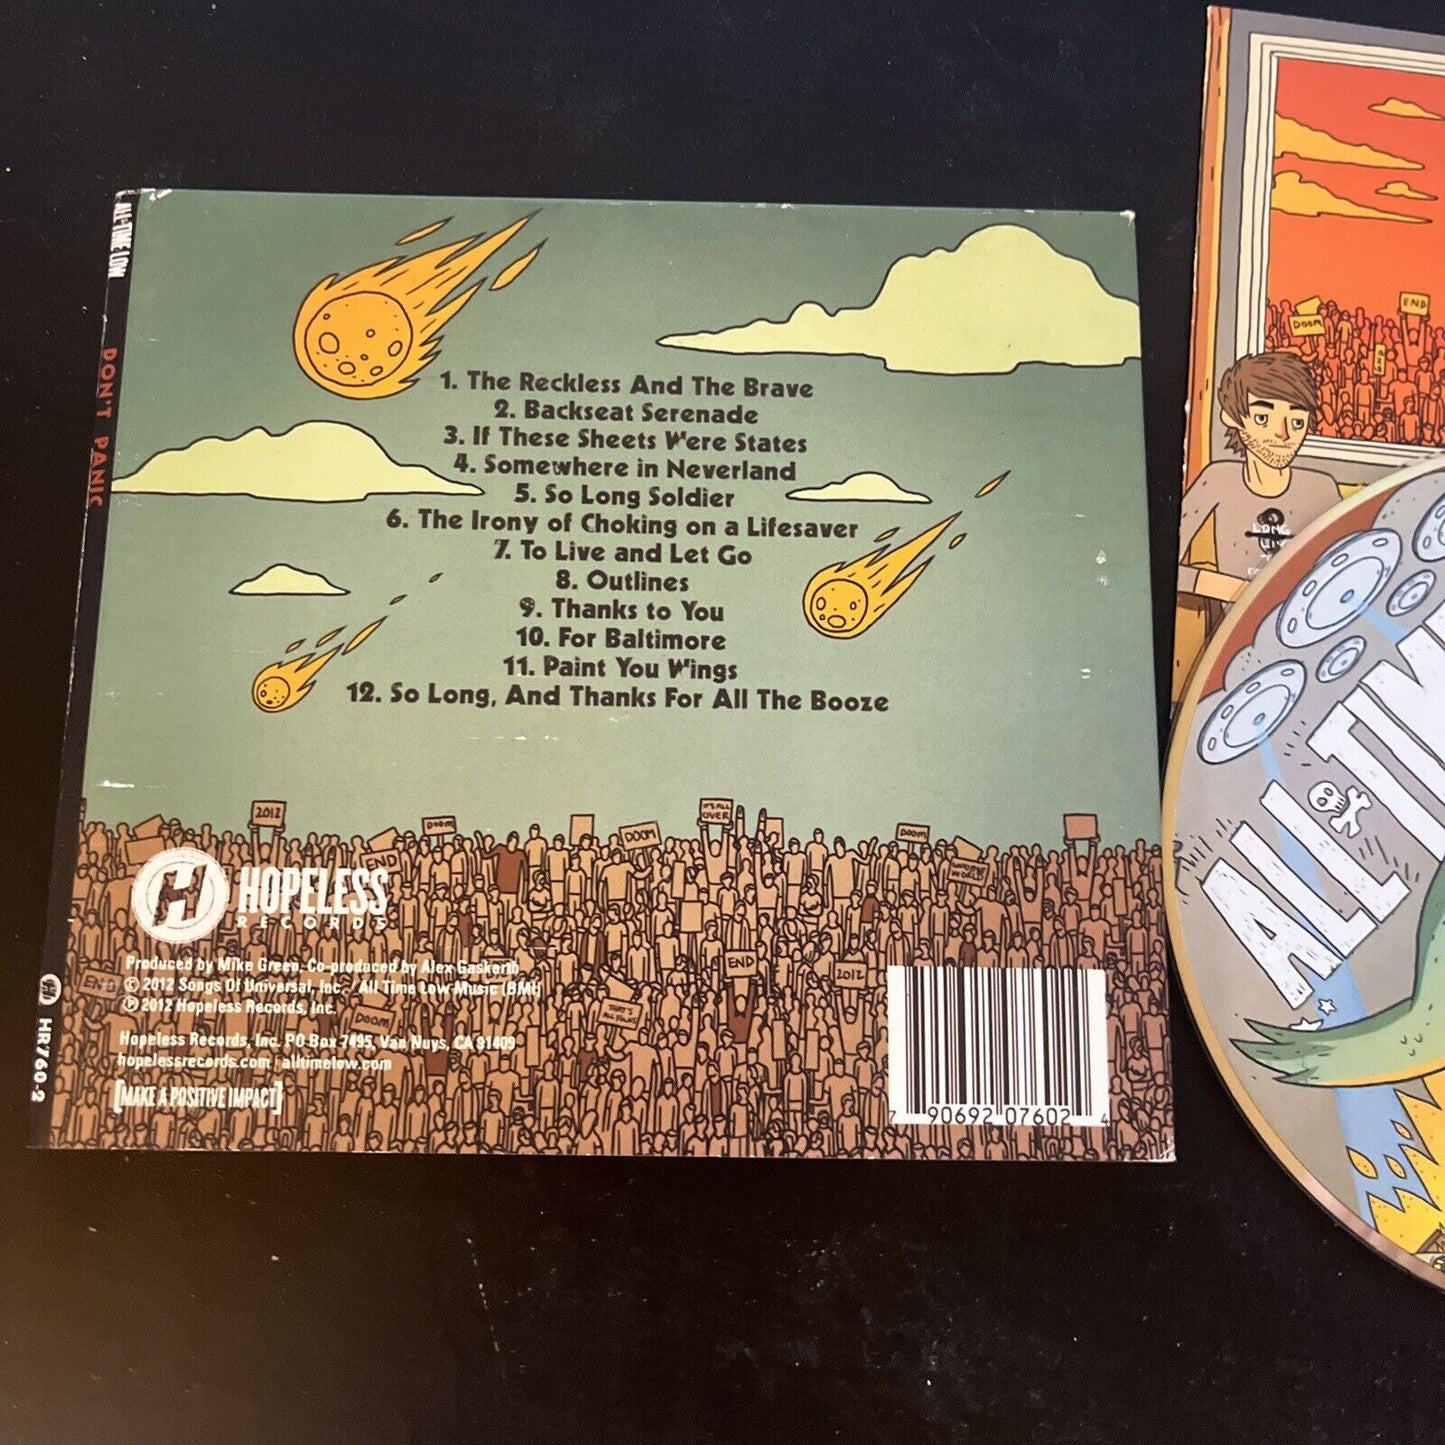 ALL TIME LOW
DON'T PANIC
HR7 60-2
1. The Reckless And The Brave
2. Backseat Serenade
3. If These Sheets Were States
4. Somewhere in Neverland
5. So Long Soldier
6. The Irony of Choking on a Lifesaver
7. To Live and Let Go
8. Outlines
9. Thanks to You
10. For Baltimore
11. Paint You Wings
12. So Long, And Thanks For All The Booze
2012
DOOM
IT'S ALL
OVER
DOOM
DOOM
END
END
2012
END
DOOM
H HOPELESS
RECORDS
Produced by Mike Green, Co-produced by Alex Gaskarth
© 2012 Songs Of Universal, Inc. / All Time Low Music (BMI)
℗ 2012 Hopeless Records, Inc.
Hopeless Records, Inc. PO Box 7495, Van Nuys, CA 91409
hopelessrecords.com / alltimelow.com
[MAKE A POSITIVE IMPACT]
7 90692 07602 4
END
DOOM
LONG
ALL TIM